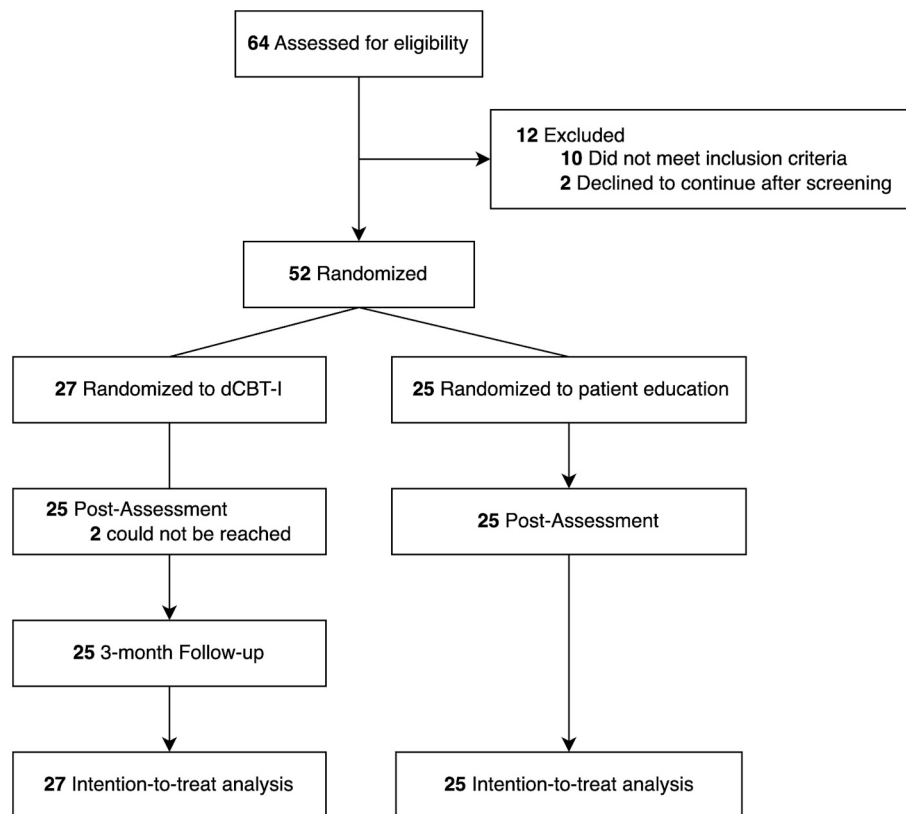 64 Assessed for eligibility
12 Excluded
10 Did not meet inclusion criteria
2 Declined to continue after screening
52 Randomized
27 Randomized to dCBT-I
25 Randomized to patient education
25 Post-Assessment
2 could not be reached
25 Post-Assessment
25 3-month Follow-up
27 Intention-to-treat analysis
25 Intention-to-treat analysis